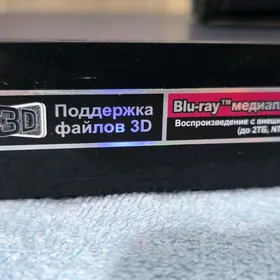 3D
Поддержка
файлов 3D
Blu-ray™ медиап
Воспроизведение с внешн
(до 2ТБ, NT